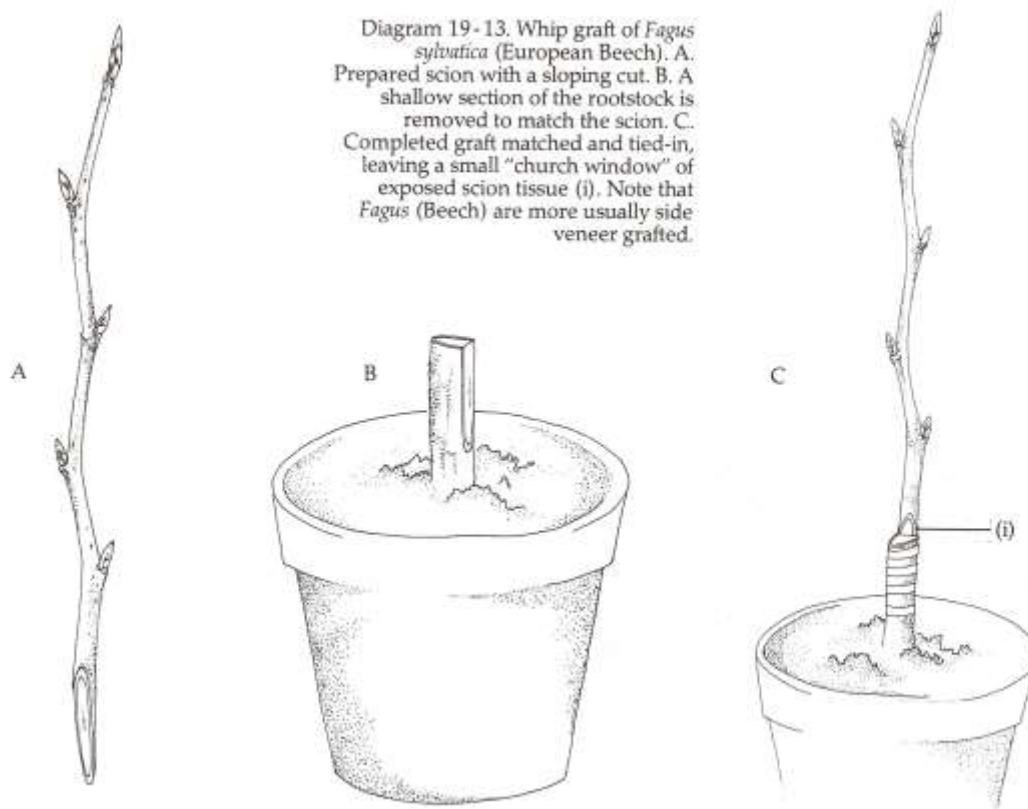 Diagram 19-13. Whip graft of Fagus
sylvatica (European Beech). A.
Prepared scion with a sloping cut. B. A
shallow section of the rootstock is
removed to match the scion. C.
Completed graft matched and tied-in,
leaving a small "church window" of
exposed scion tissue (i). Note that
Fagus (Beech) are more usually side
veneer grafted.
A
B
C
(i)